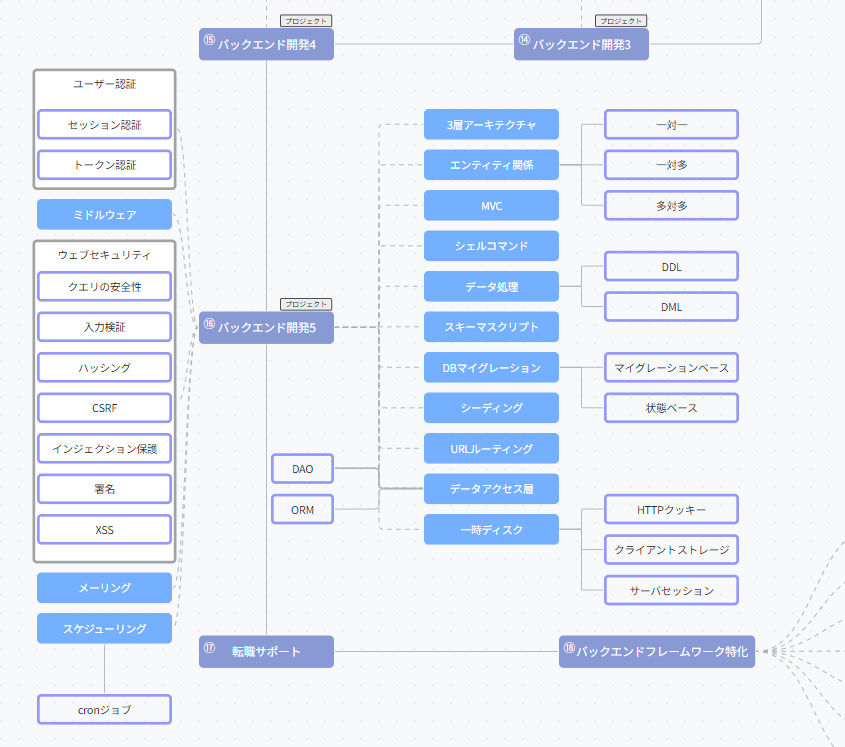 プロジェクト
⑮ バックエンド開発4
プロジェクト
⑭ バックエンド開発3
ユーザー認証
セッション認証
トークン認証
ミドルウェア
ウェブセキュリティ
クエリの安全性
入力検証
ハッシング
CSRF
インジェクション保護
署名
XSS
メーリング
スケジューリング
cronジョブ
プロジェクト
⑯ バックエンド開発5
DAO
ORM
3層アーキテクチャ
エンティティ関係
MVC
シェルコマンド
データ処理
スキーマスクリプト
DBマイグレーション
シーディング
URLルーティング
データアクセス層
一時ディスク
一対一
一対多
多対多
DDL
DML
マイグレーションベース
状態ベース
HTTPクッキー
クライアントストレージ
サーバセッション
⑰ 転職サポート
⑱ バックエンドフレームワーク特化